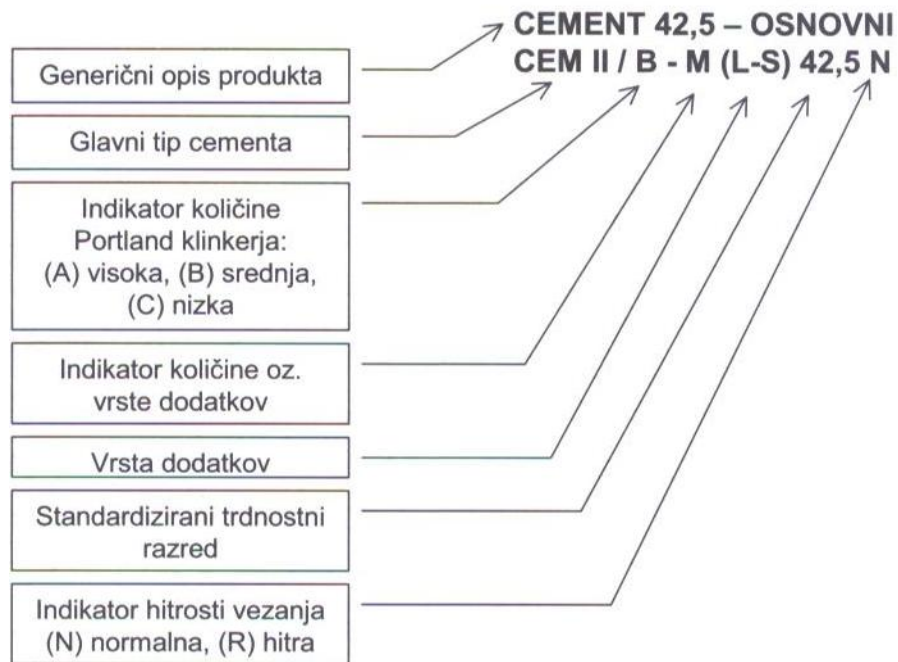 CEMENT 42,5 – OSNOVNI
CEM II / B - M (L-S) 42,5 N
Generični opis produkta
Glavni tip cementa
Indikator količine
Portland klinkerja:
(A) visoka, (B) srednja,
(C) nizka
Indikator količine oz.
vrste dodatkov
Vrsta dodatkov
Standardizirani trdnostni
razred
Indikator hitrosti vezanja
(N) normalna, (R) hitra